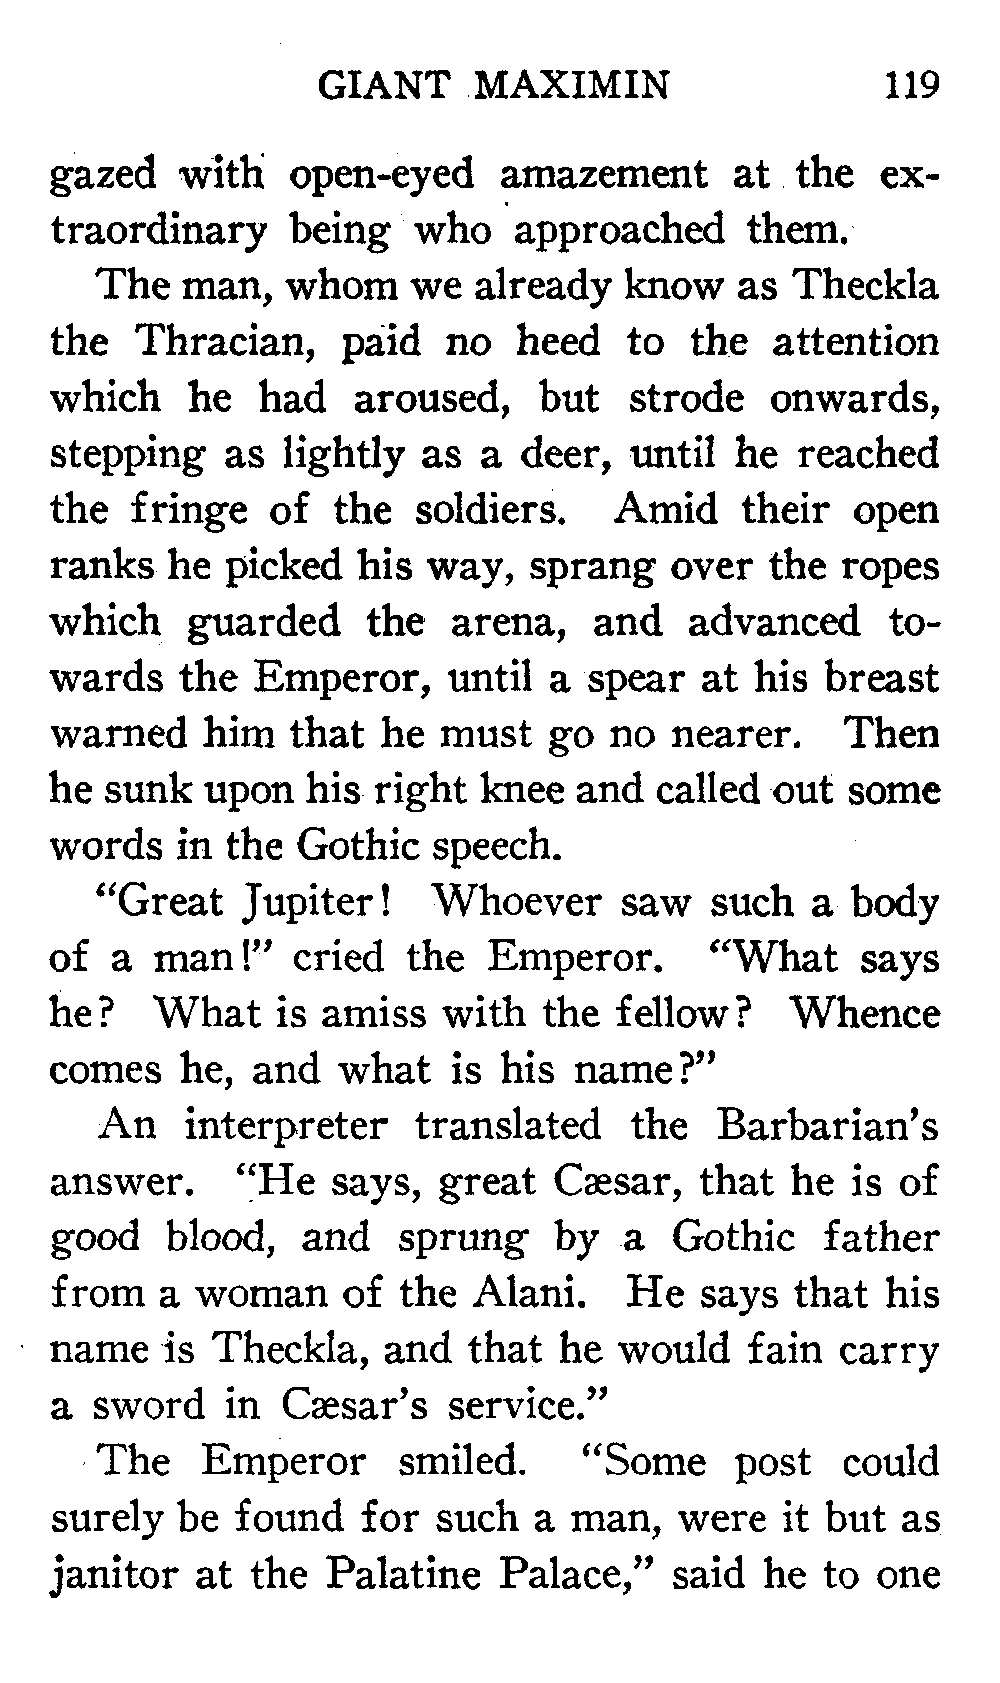 GIANT MAXIMIN 119
gazed with open-eyed amazement at the ex-
traordinary being who approached them.
The man, whom we already know as Theckla
the Thracian, paid no heed to the attention
which he had aroused, but strode onwards,
stepping as lightly as a deer, until he reached
the fringe of the soldiers. Amid their open
ranks he picked his way, sprang over the ropes
which guarded the arena, and advanced to-
wards the Emperor, until a spear at his breast
warned him that he must go no nearer. Then
he sunk upon his right knee and called out some
words in the Gothic speech.
"Great Jupiter! Whoever saw such a body
of a man!" cried the Emperor. "What says
he? What is amiss with the fellow? Whence
comes he, and what is his name?"
An interpreter translated the Barbarian's
answer. "He says, great Cæsar, that he is of
good blood, and sprung by a Gothic father
from a woman of the Alani. He says that his
name is Theckla, and that he would fain carry
a sword in Cæsar's service."
The Emperor smiled. "Some post could
surely be found for such a man, were it but as
janitor at the Palatine Palace," said he to one